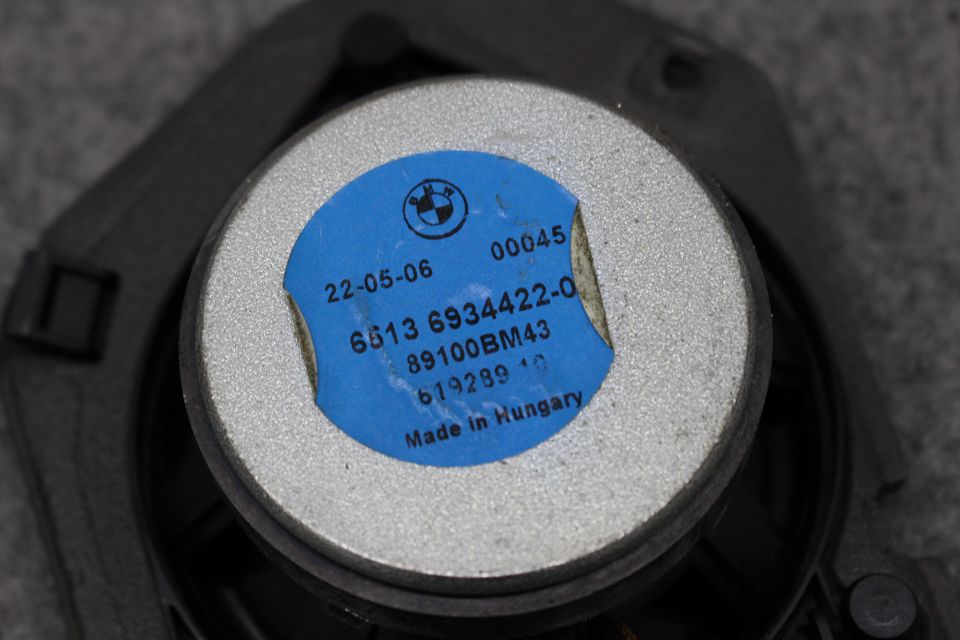 BMW
00045
22-05-06
6513 6934422-0
89100BM43
Made in Hungary